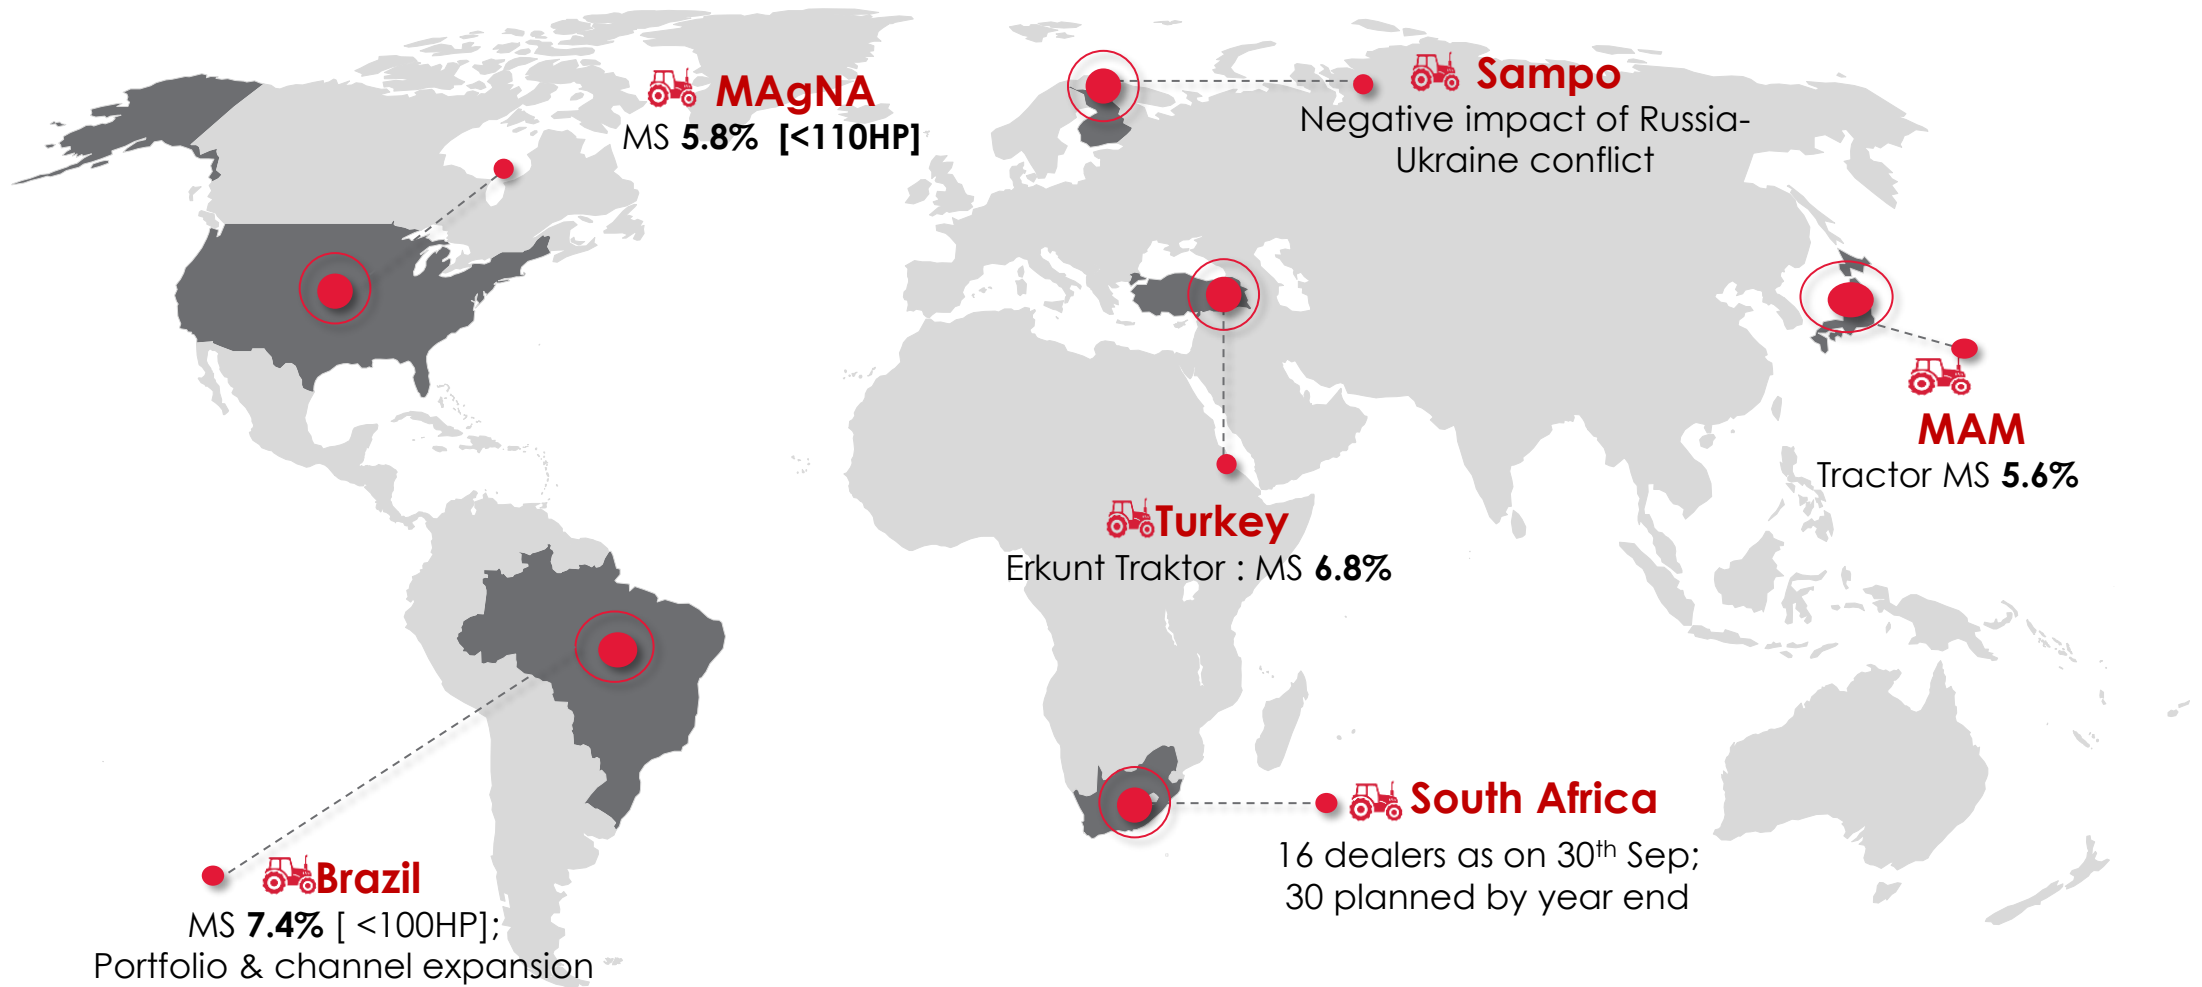 MAgNA
MS 5.8% [<110HP]
Sampo
Negative impact of Russia-
Ukraine conflict
MAM
Tractor MS 5.6%
Turkey
Erkunt Traktor : MS 6.8%
South Africa
16 dealers as on 30th Sep;
30 planned by year end
Brazil
MS 7.4% [ <100HP];
Portfolio & channel expansion